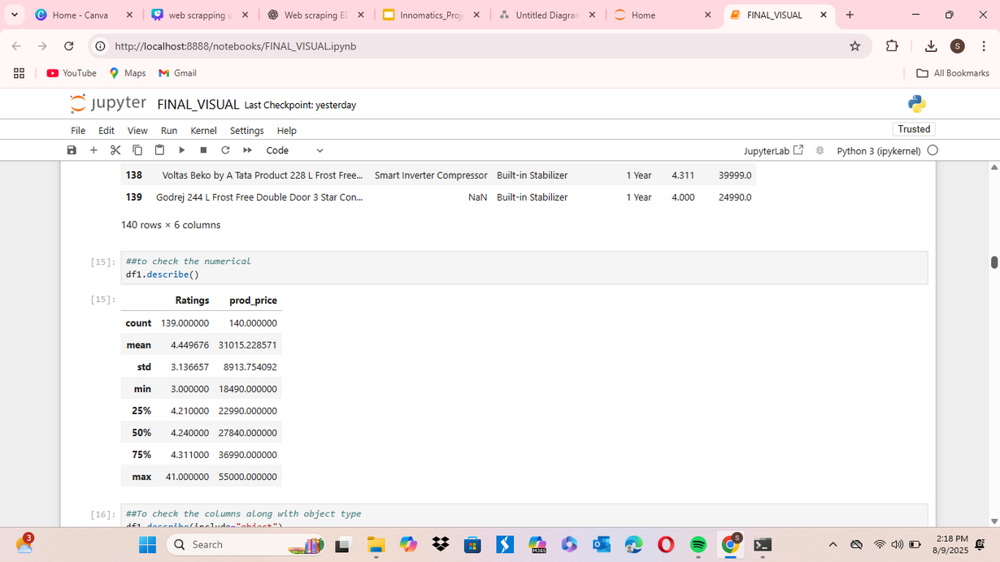 Home - Canva
web scrapping u
Web scraping ED
Innomatics_Proje
Untitled Diagran
Home
FINAL_VISUAL
http://localhost:8888/notebooks/FINAL_VISUAL.ipynb
S
YouTube
Maps
Gmail
All Bookmarks
jupyter FINAL_VISUAL Last Checkpoint: yesterday
File Edit View Run Kernel Settings Help
Trusted
Code
JupyterLab
Python 3 (ipykernel)
138 Voltas Beko by A Tata Product 228 L Frost Free... Smart Inverter Compressor Built-in Stabilizer 1 Year 4.311 39999.0
139 Godrej 244 L Frost Free Double Door 3 Star Con... NaN Built-in Stabilizer 1 Year 4.000 24990.0
140 rows × 6 columns
[15]: ##to check the numerical
df1.describe()
[15]: Ratings prod_price
count 139.000000 140.000000
mean 4.449676 31015.228571
std 3.136657 8913.754092
min 3.000000 18490.000000
25% 4.210000 22990.000000
50% 4.240000 27840.000000
75% 4.311000 36990.000000
max 41.000000 55000.000000
[16]: ##To check the columns along with object type
df1.describe(include="object")
3
Search
M365
S
2:18 PM
8/9/2025